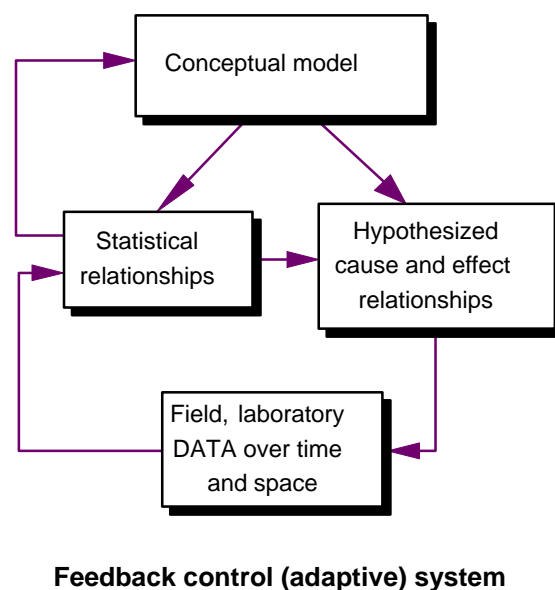 Conceptual model
Statistical
relationships
Hypothesized
cause and effect
relationships
Field, laboratory
DATA over time
and space
Feedback control (adaptive) system